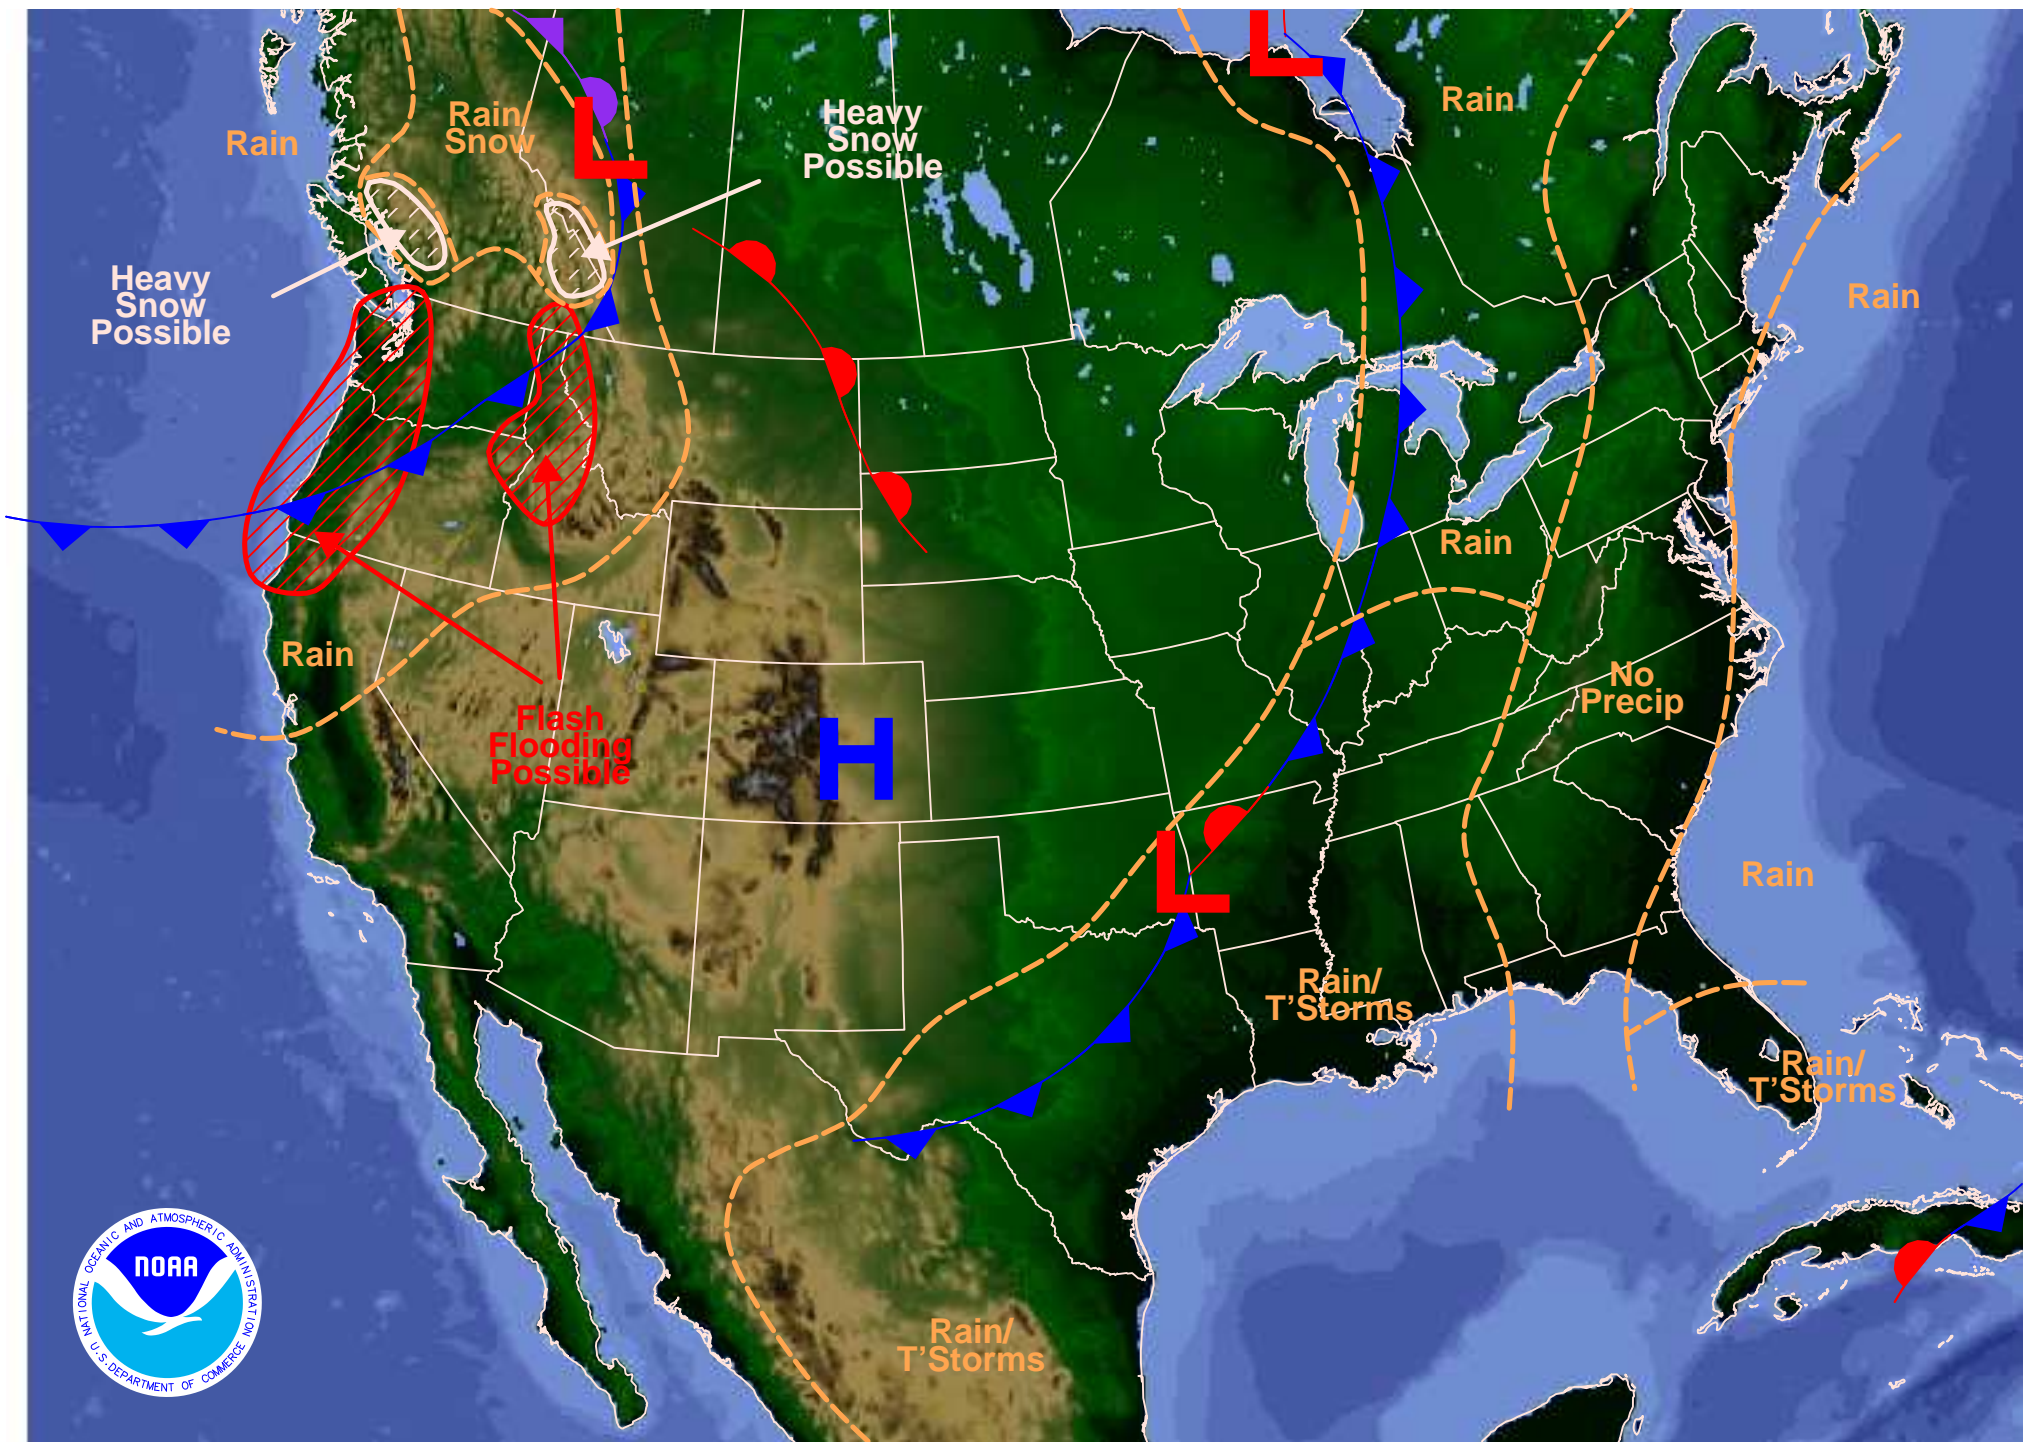 L
Rain/
Snow
Rain
L
Heavy
Snow
Possible
Rain
Heavy
Snow
Possible
Rain
Rain
Rain
No
Precip
Flash
Flooding
Possible
H
L
Rain
Rain/
T'Storms
Rain/
T'Storms
Rain/
T'Storms
NATIONAL OCEANIC AND ATMOSPHERIC ADMINISTRATION
NOAA
U.S. DEPARTMENT OF COMMERCE